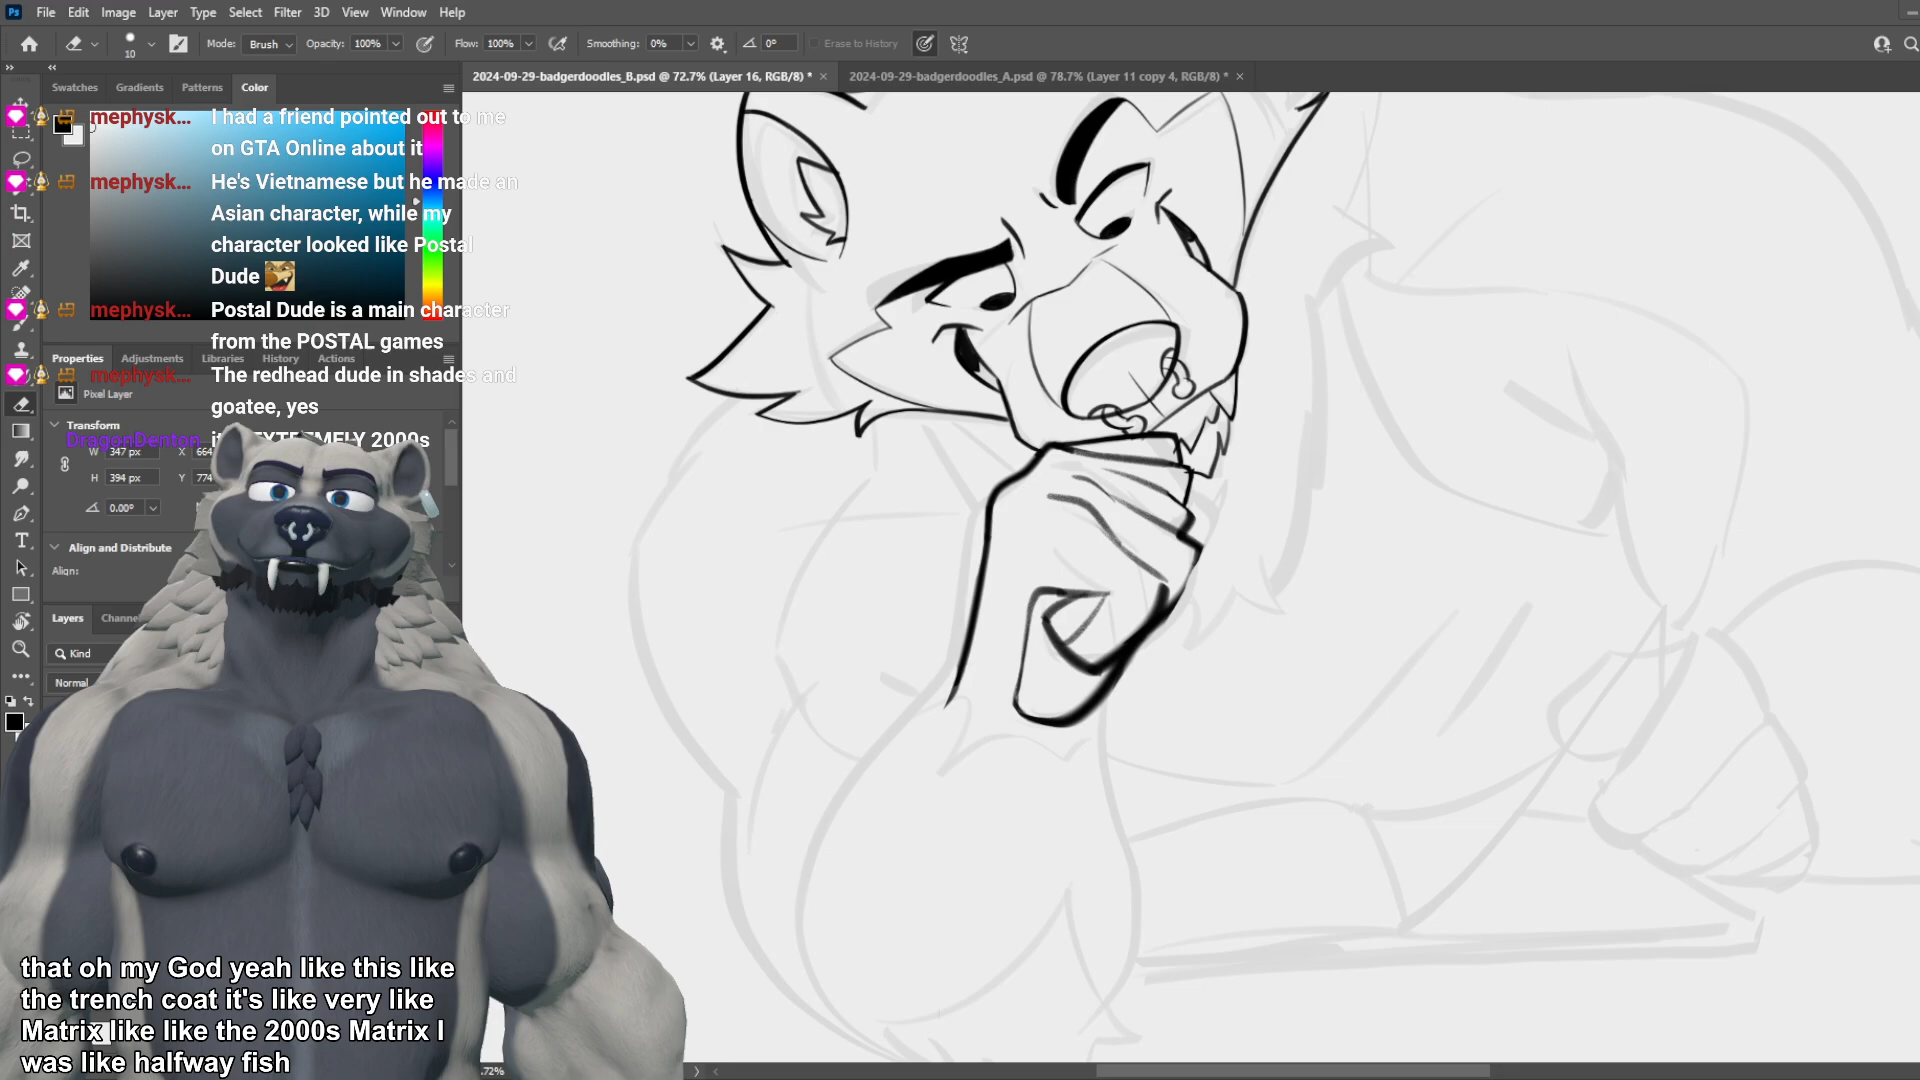 Ps File Edit Image Layer Type Select Filter 3D View Window Help
10 Mode: Brush Opacity: 100% Flow: 100% Smoothing: 0% 0° Erase to History
2024-09-29-badgerdoodles_B.psd @ 72.7% (Layer 16, RGB/8) * × 2024-09-29-badgerdoodles_A.psd @ 78.7% (Layer 11 copy 4, RGB/8) * ×
Swatches Gradients Patterns Color
mephysk... I had a friend pointed out to me
on GTA Online about it
mephysk... He's Vietnamese but he made an
Asian character, while my
character looked like Postal
Dude
mephysk... Postal Dude is a main character
from the POSTAL games
Properties Adjustments Libraries History Actions
mephysk... The redhead dude in shades and
Pixel Layer
goatee, yes
Transform
DragonDenton EXTREMELY 2000s
W 347 px X 664
H 394 px Y 774
0.00°
Align and Distribute
Align:
Layers Channe
Kind
Normal
that oh my God yeah like this like
the trench coat it's like very like
Matrix like like the 2000s Matrix I
was like halfway fish
.72%